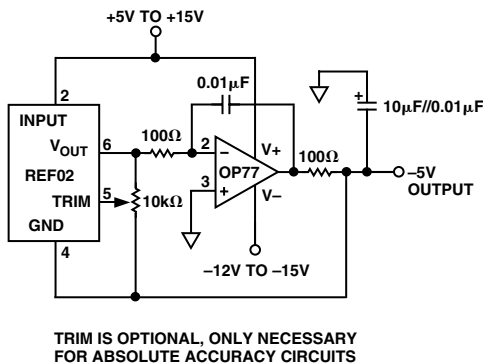 +5V TO +15V
2
INPUT
VOUT
6
REF02
TRIM
5
GND
4
100Ω
10kΩ
0.01µF
2
−
3
+
OP77
V+
V−
100Ω
+
10µF//0.01µF
−5V
OUTPUT
−12V TO −15V
TRIM IS OPTIONAL, ONLY NECESSARY
FOR ABSOLUTE ACCURACY CIRCUITS